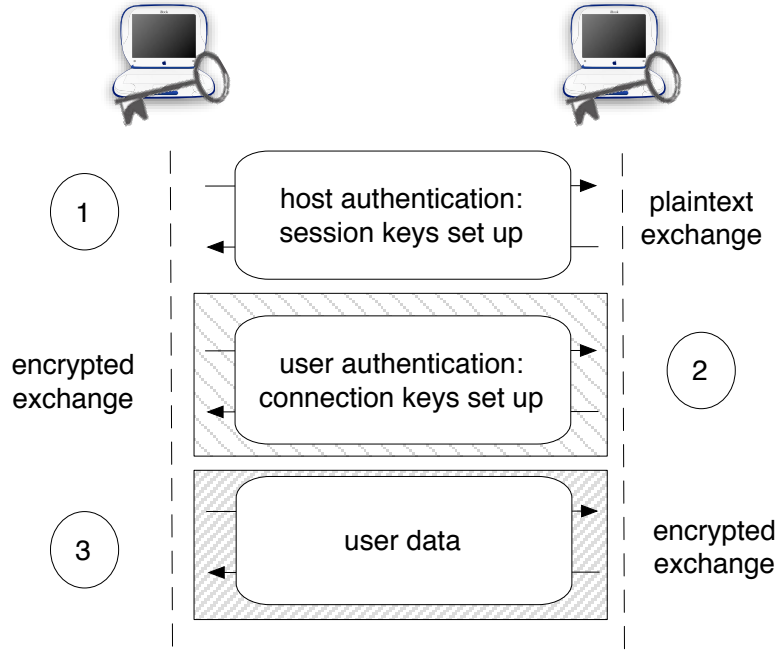 1
host authentication:
session keys set up
plaintext
exchange
encrypted
exchange
user authentication:
connection keys set up
2
3
user data
encrypted
exchange